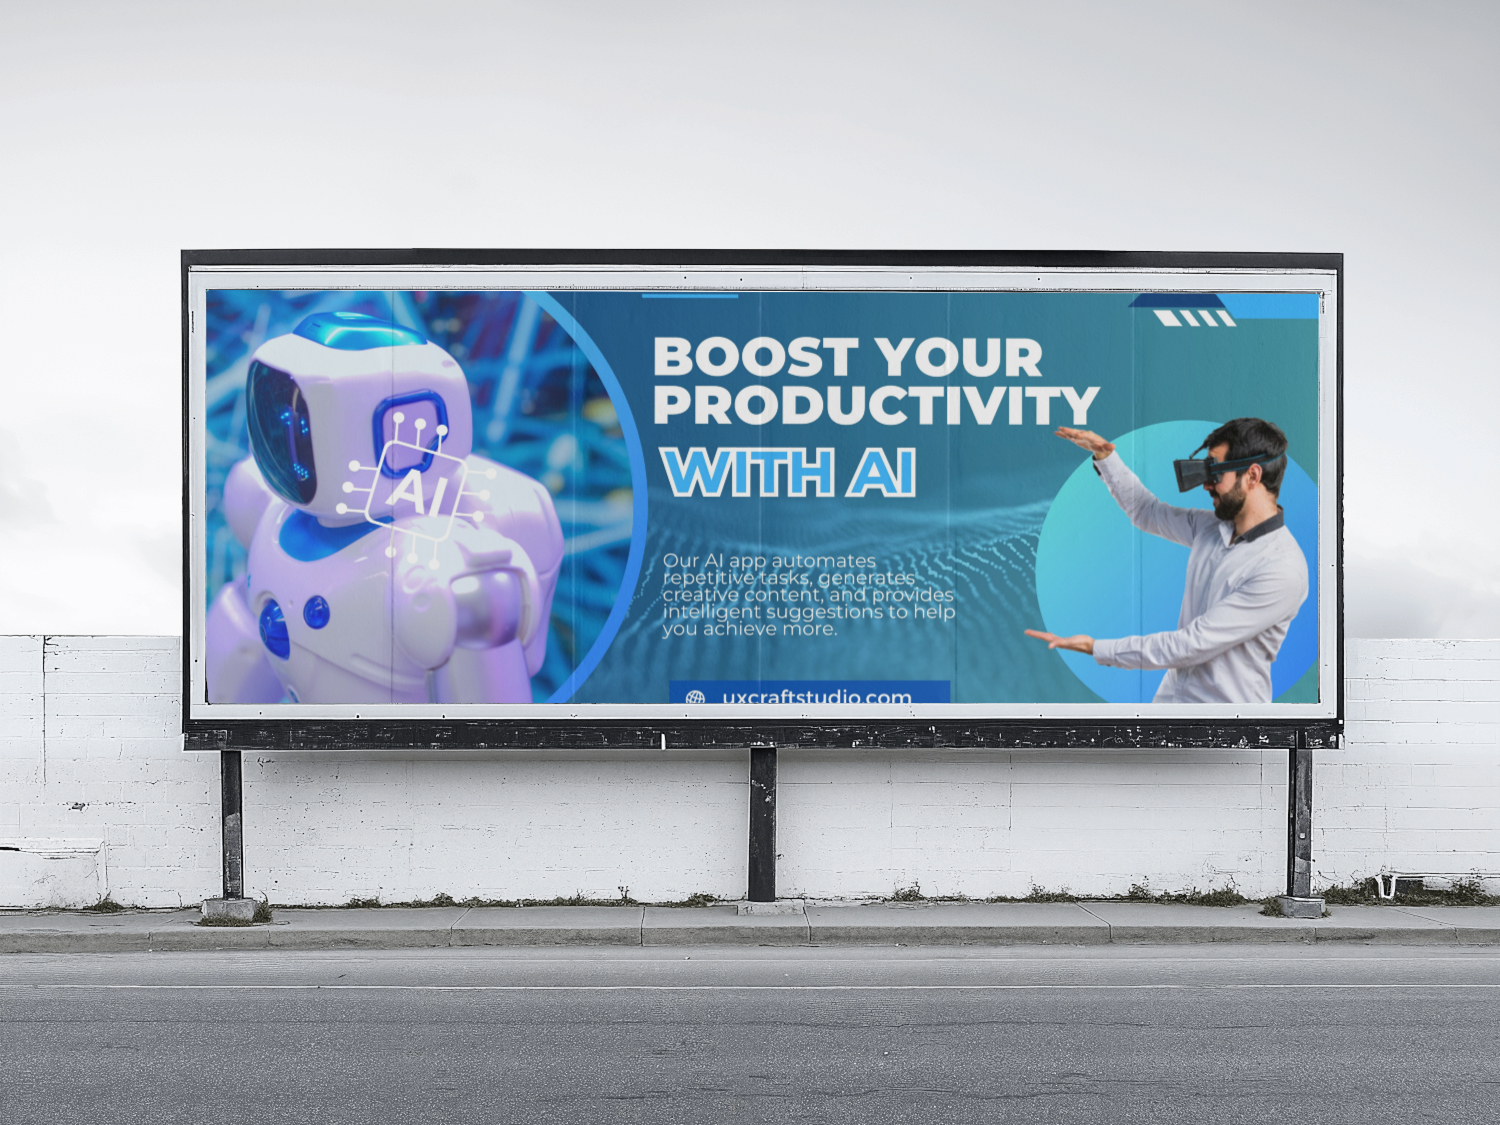 BOOST YOUR
PRODUCTIVITY
WITH AI
AI
Our AI app automates
repetitive tasks, generates
creative content, and provides
intelligent suggestions to help
you achieve more.
uxcraftstudio.com